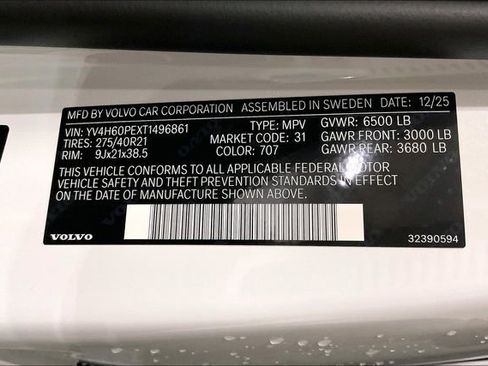 MFD BY VOLVO CAR CORPORATION ASSEMBLED IN SWEDEN 12/25
VIN: YV4H60PEXT1496861 TYPE: MPV GVWR: 6500 LB
TIRES: 275/40R21 MARKET CODE: 31 GAWR FRONT: 3000 LB
RIM: 9Jx21x38.5 COLOR: 707 GAWR REAR: 3680 LB
THIS VEHICLE CONFORMS TO ALL APPLICABLE FEDERAL MOTOR
VEHICLE SAFETY AND THEFT PREVENTION STANDARDS IN EFFECT
ON THE DATE OF MANUFACTURE SHOWN ABOVE.
VOLVO 32390594